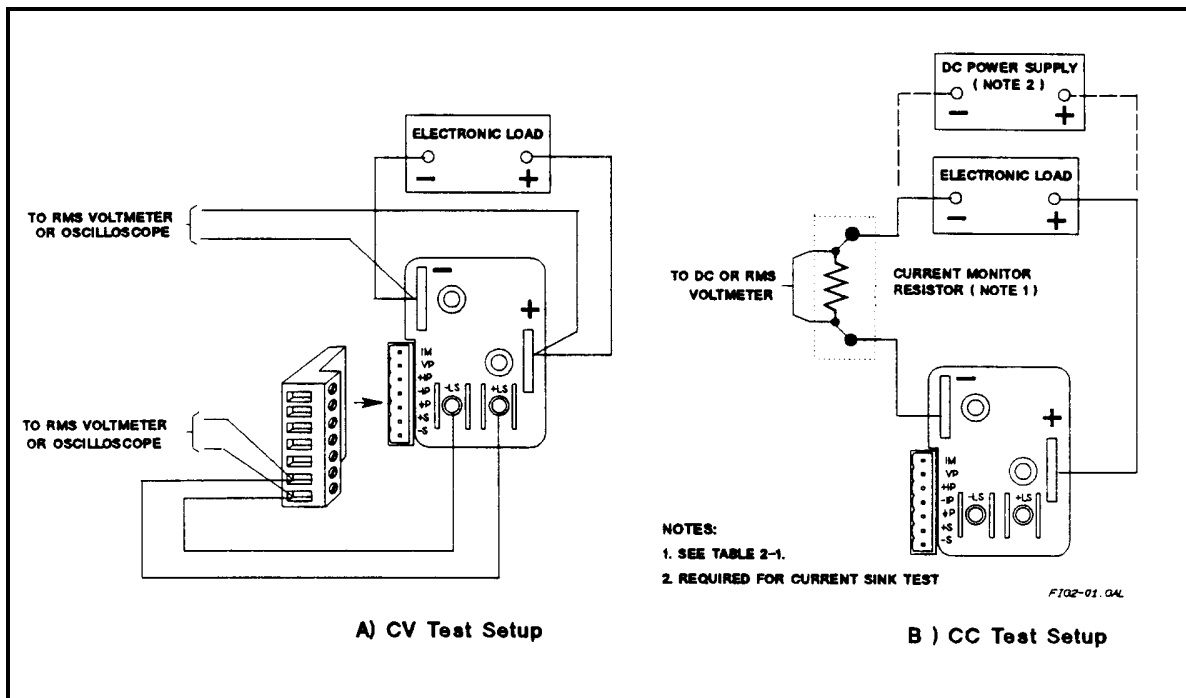 ELECTRONIC LOAD
− +
TO RMS VOLTMETER
OR OSCILLOSCOPE
−
+
IM
VP
+IP
-IP
↓P
+S
-S
-LS +LS
TO RMS VOLTMETER
OR OSCILLOSCOPE
A) CV Test Setup
DC POWER SUPPLY
( NOTE 2 )
− +
ELECTRONIC LOAD
− +
TO DC OR RMS
VOLTMETER
CURRENT MONITOR
RESISTOR ( NOTE 1 )
−
+
IM
VP
+IP
-IP
↓P
+S
-S
-LS +LS
NOTES:
1. SEE TABLE 2-1.
2. REQUIRED FOR CURRENT SINK TEST
FIG2-01.GAL
B ) CC Test Setup